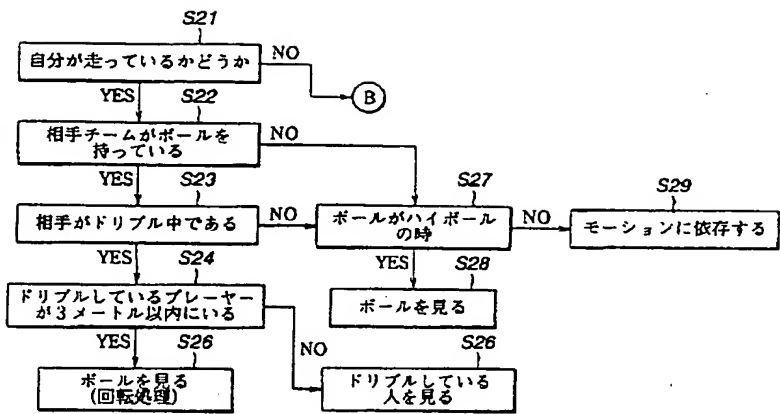 S21
自分が走っているかどうか
NO
B
YES
S22
相手チームがボールを
持っている
NO
YES
S23
相手がドリブル中である
NO
S27
ボールがハイボール
の時
NO
S29
モーションに依存する
YES
S24
ドリブルしているプレーヤー
が3メートル以内にいる
YES
S28
ボールを見る
YES
S26
ボールを見る
(回転処理)
NO
S26
ドリブルしている
人を見る